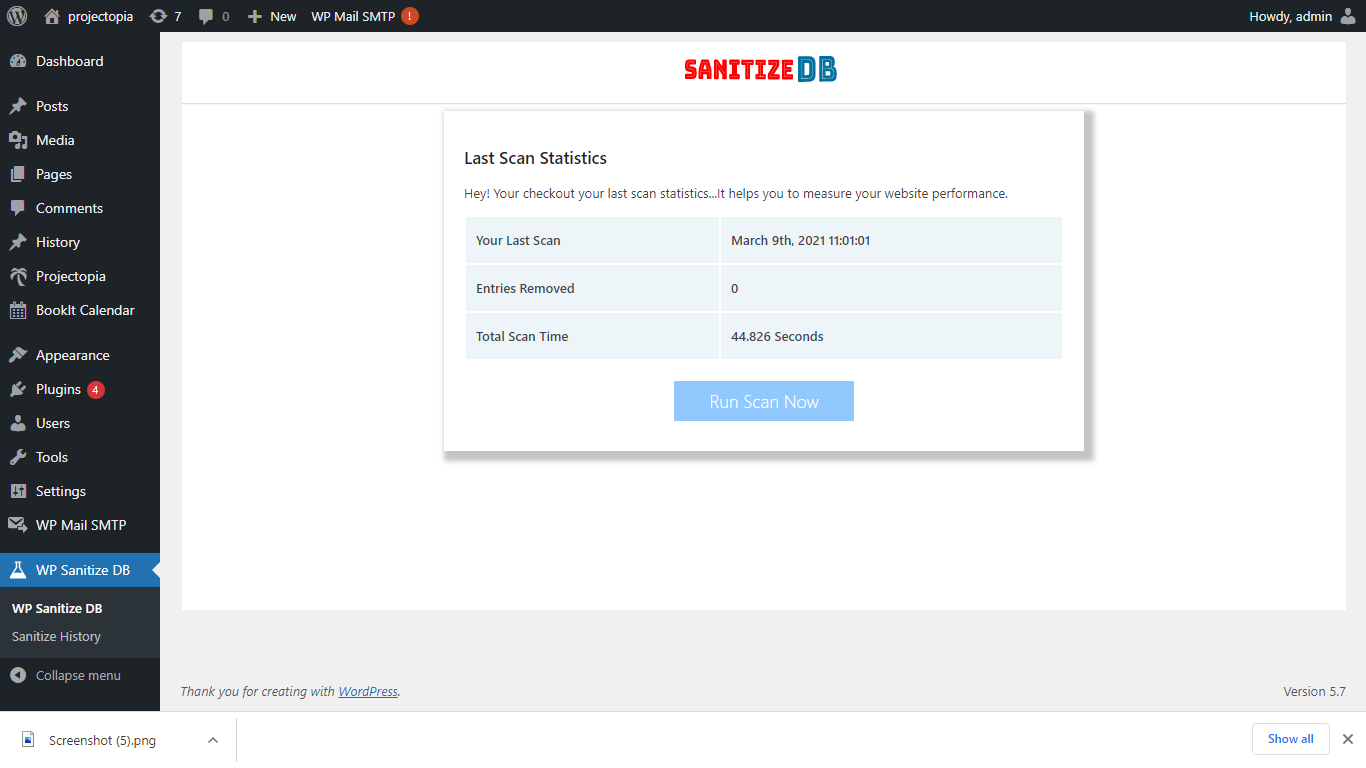 projectopia 7 0 New WP Mail SMTP ! Howdy, admin
Dashboard
Posts
Media
Pages
Comments
History
Projectopia
BookIt Calendar
Appearance
Plugins 4
Users
Tools
Settings
WP Mail SMTP
WP Sanitize DB
WP Sanitize DB
Sanitize History
Collapse menu
SANITIZE DB
Last Scan Statistics
Hey! Your checkout your last scan statistics...It helps you to measure your website performance.
Your Last Scan March 9th, 2021 11:01:01
Entries Removed 0
Total Scan Time 44.826 Seconds
Run Scan Now
Thank you for creating with WordPress. Version 5.7
Screenshot (5).png Show all